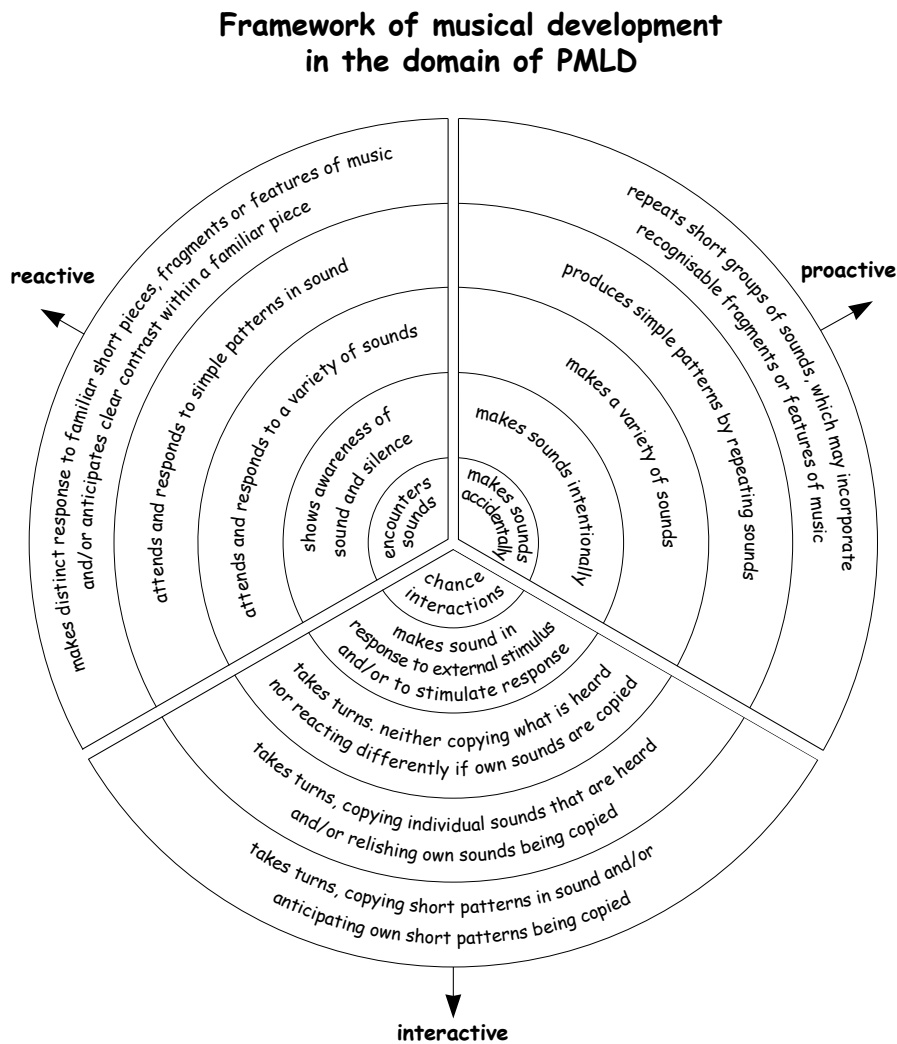 Framework of musical development
in the domain of PMLD
reactive
makes distinct response to familiar short pieces, fragments or features of music
and/or anticipates clear contrast within a familiar piece
attends and responds to simple patterns in sound
attends and responds to a variety of sounds
shows awareness of
sound and silence
encounters
sounds
proactive
repeats short groups of sounds, which may incorporate
recognisable fragments or features of music
produces simple patterns by repeating sounds
makes a variety of sounds
makes sounds intentionally
makes sounds
accidentally
chance
interactions
makes sound in
response to external stimulus
and/or to stimulate response
takes turns. neither copying what is heard
nor reacting differently if own sounds are copied
takes turns, copying individual sounds that are heard
and/or relishing own sounds being copied
takes turns, copying short patterns in sound and/or
anticipating own short patterns being copied
interactive